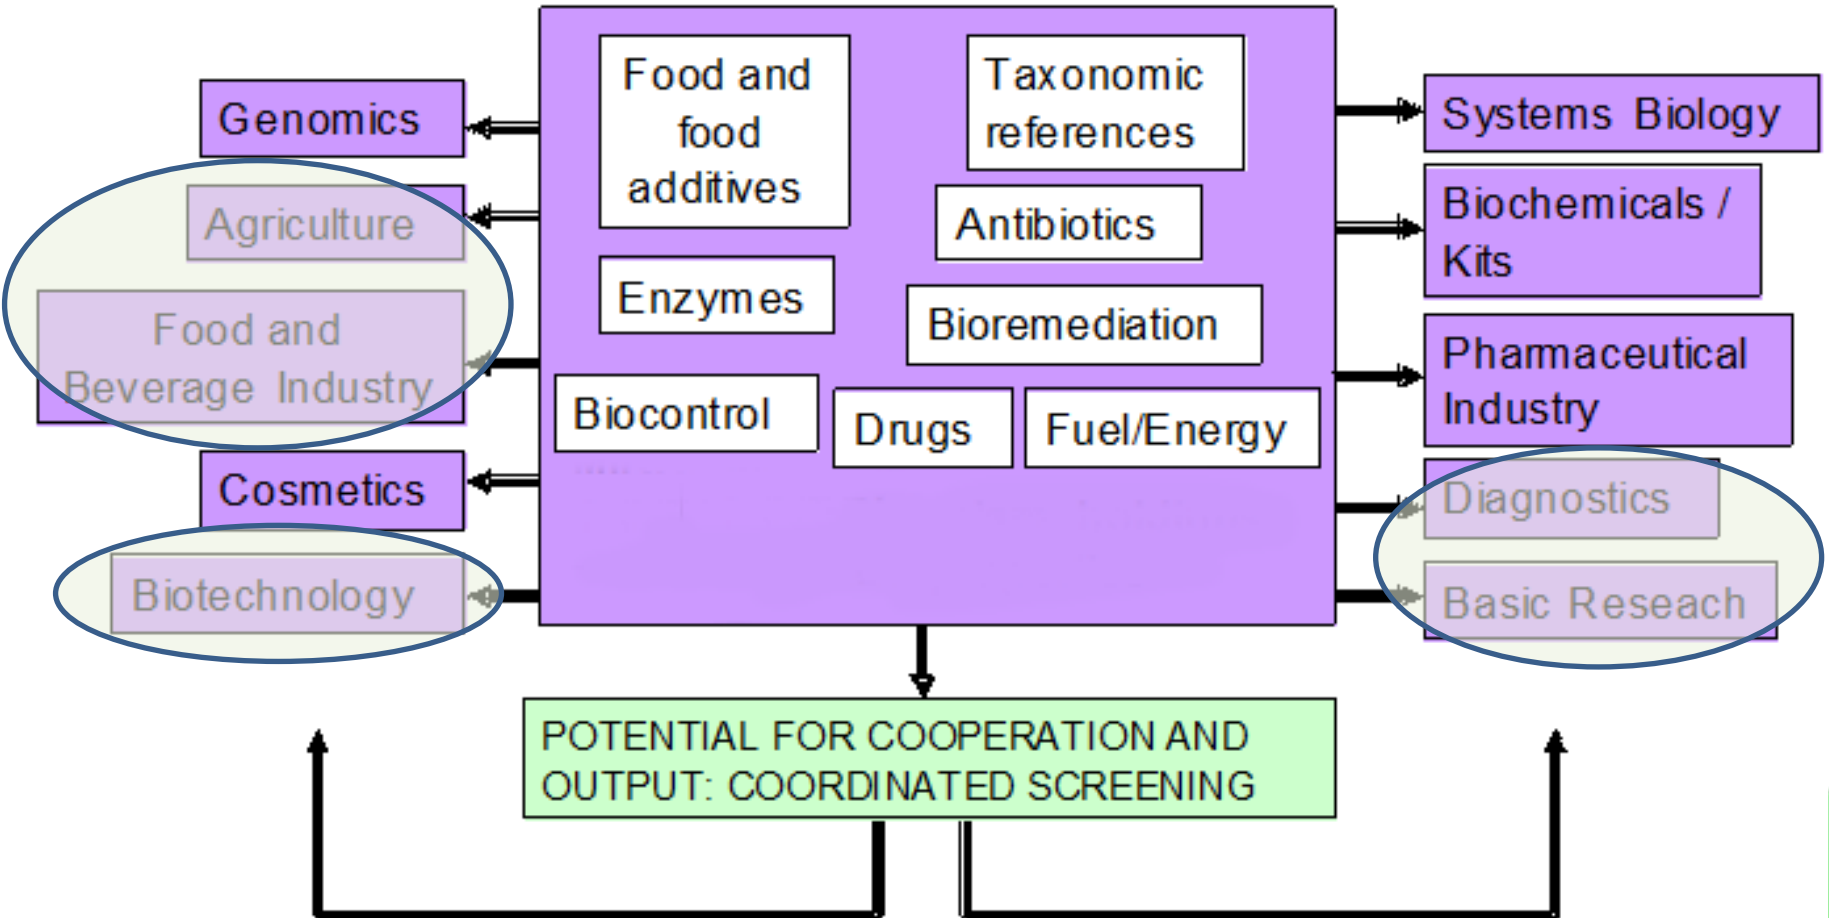 Genomics
Agriculture
Food and
Beverage Industry
Cosmetics
Biotechnology
Food and
food
additives
Taxonomic
references
Antibiotics
Enzymes
Bioremediation
Biocontrol
Drugs
Fuel/Energy
Systems Biology
Biochemicals /
Kits
Pharmaceutical
Industry
Diagnostics
Basic Reseach
POTENTIAL FOR COOPERATION AND
OUTPUT: COORDINATED SCREENING